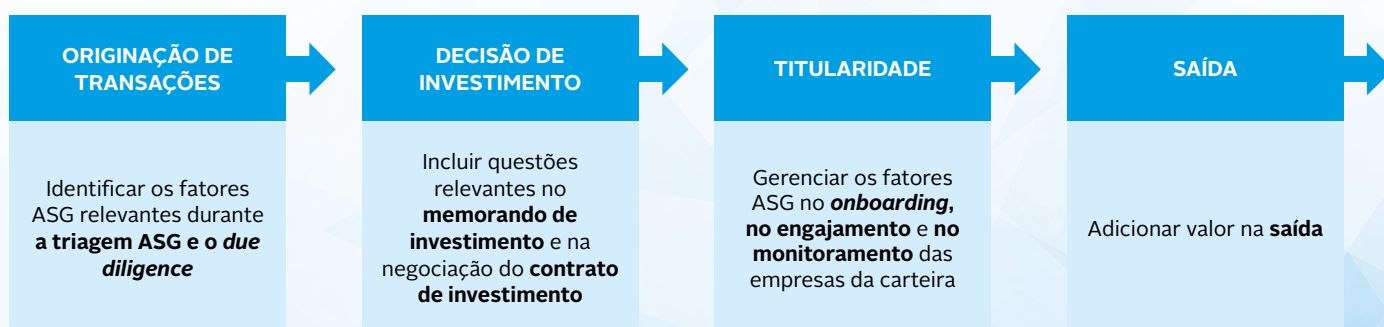 ORIGINAÇÃO DE
TRANSAÇÕES
Identificar os fatores
ASG relevantes durante
a triagem ASG e o due
diligence
DECISÃO DE
INVESTIMENTO
Incluir questões
relevantes no
memorando de
investimento e na
negociação do contrato
de investimento
TITULARIDADE
Gerenciar os fatores
ASG no onboarding,
no engajamento e no
monitoramento das
empresas da carteira
SAÍDA
Adicionar valor na saída